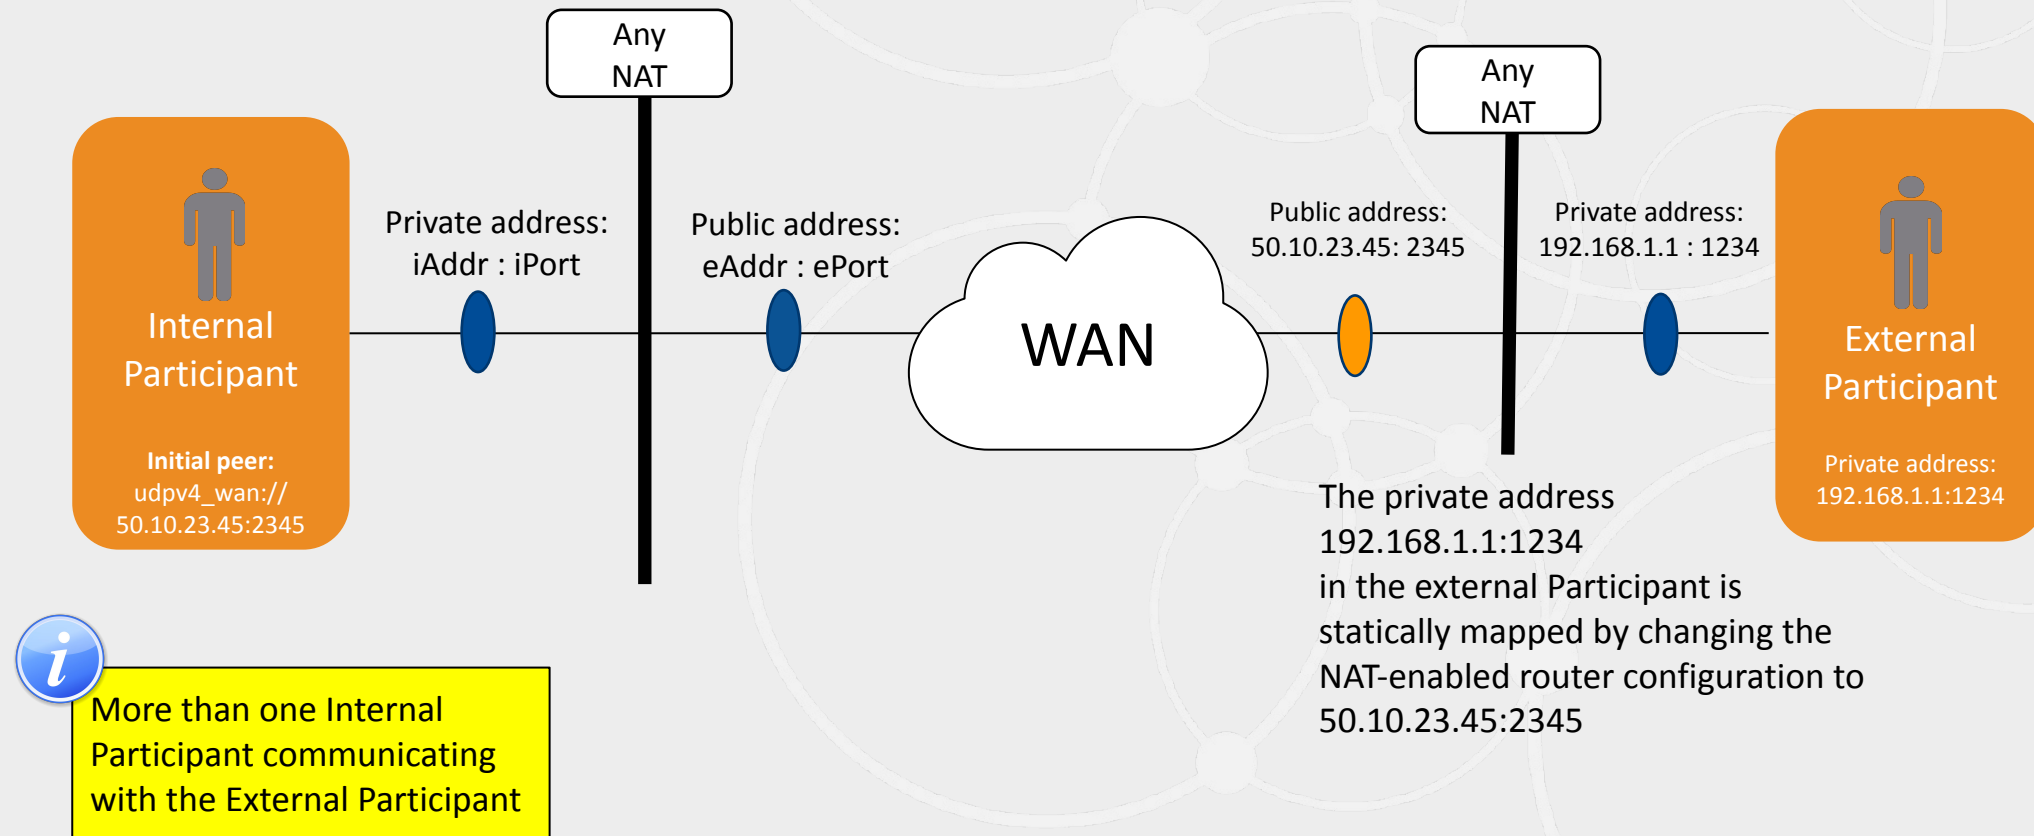 Any
NAT
Any
NAT
Internal
Participant
Initial peer:
udpv4_wan://
50.10.23.45:2345
Private address:
iAddr : iPort
Public address:
eAddr : ePort
WAN
Public address:
50.10.23.45: 2345
Private address:
192.168.1.1 : 1234
External
Participant
Private address:
192.168.1.1:1234
The private address
192.168.1.1:1234
in the external Participant is
statically mapped by changing the
NAT-enabled router configuration to
50.10.23.45:2345
i
More than one Internal
Participant communicating
with the External Participant